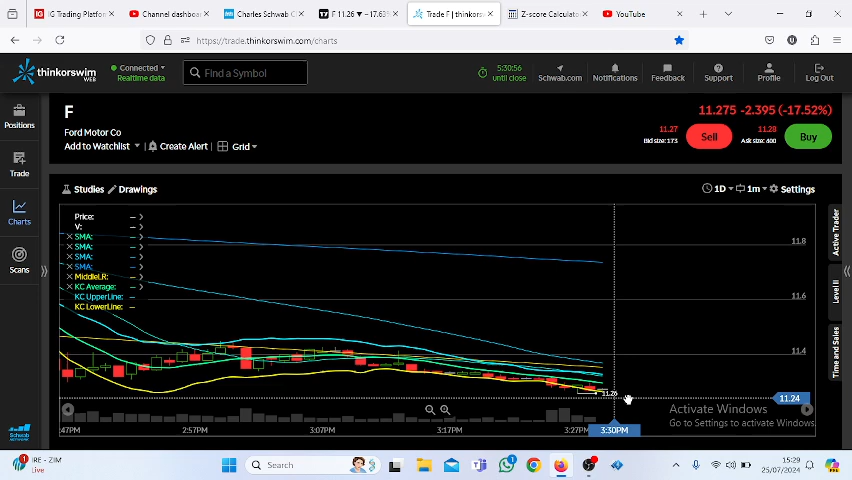 IG Trading Platfor
Channel dashboa
Charles Schwab Cl
F 11.26 ▼ −17.63%
Trade F | thinkorsw
Z-score Calculato
YouTube
https://trade.thinkorswim.com/charts
thinkorswim
WEB
Connected
Realtime data
Find a Symbol
5:30:56
until close
Schwab.com
Notifications
Feedback
Support
Profile
Log Out
Positions
Trade
Charts
Scans
F
Ford Motor Co
Add to Watchlist
Create Alert
Grid
11.275 -2.395 (-17.52%)
11.27
Bid size: 173
Sell
11.28
Ask size: 400
Buy
Studies
Drawings
1D
1m
Settings
Price: –
V: –
SMA: –
SMA: –
SMA: –
SMA: –
MiddleLR: –
KC Average: –
KC UpperLine: –
KC LowerLine: –
11.8
11.6
11.4
11.24
11.26
Active Trader
Level II
Time and Sales
Activate Windows
Go to Settings to activate Windows.
47PM
2:57PM
3:07PM
3:17PM
3:27PM
3:30PM
IRE - ZIM
Live
Search
15:29
25/07/2024